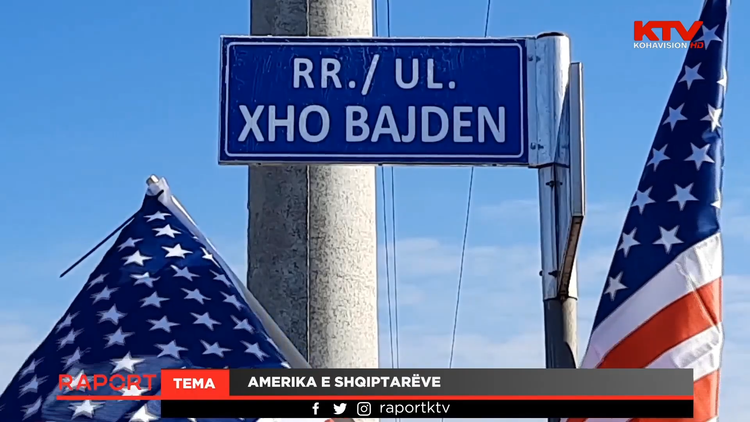 KTV
KOHAVISION HD
RR./ UL.
XHO BAJDEN
RAPORT TEMA AMERIKA E SHQIPTARËVE
raportktv